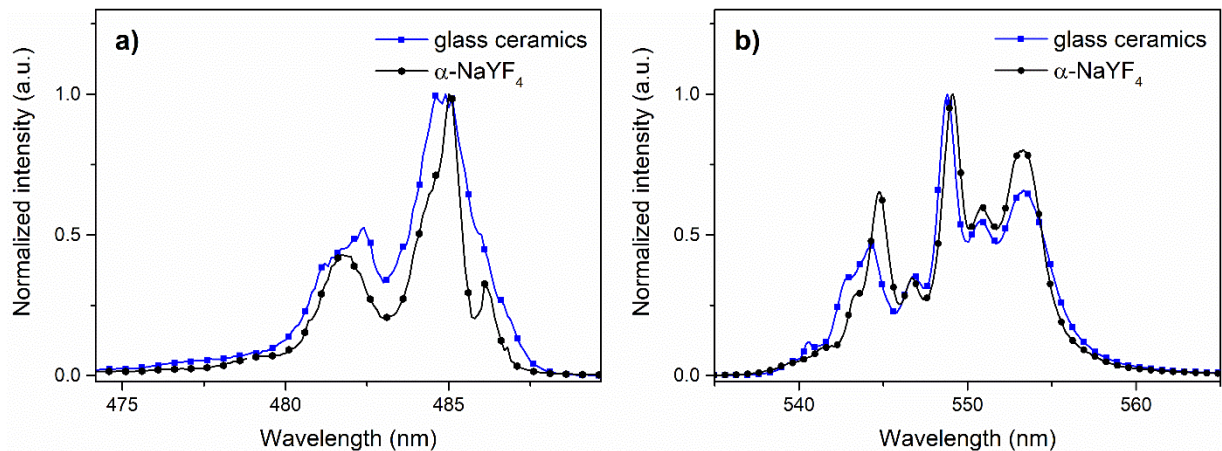 a)
glass ceramics
α-NaYF4
1.0
0.5
0.0
475
480
485
Normalized intensity (a.u.)
Wavelength (nm)
b)
glass ceramics
α-NaYF4
1.0
0.5
0.0
540
550
560
Normalized intensity (a.u.)
Wavelength (nm)